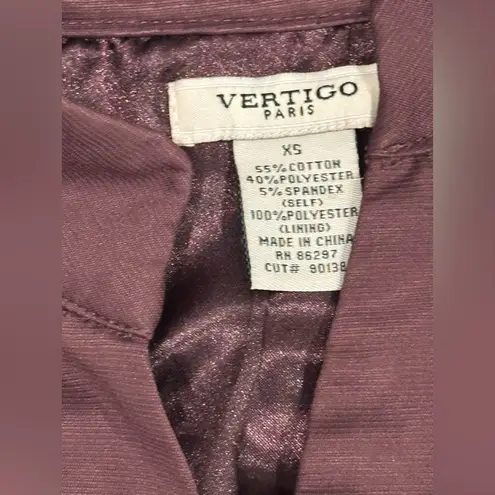 VERTIGO
PARIS
XS
55% COTTON
40% POLYESTER
5% SPANDEX
(SELF)
100% POLYESTER
(LINING)
MADE IN CHINA
RN 86297
CUT# 90138